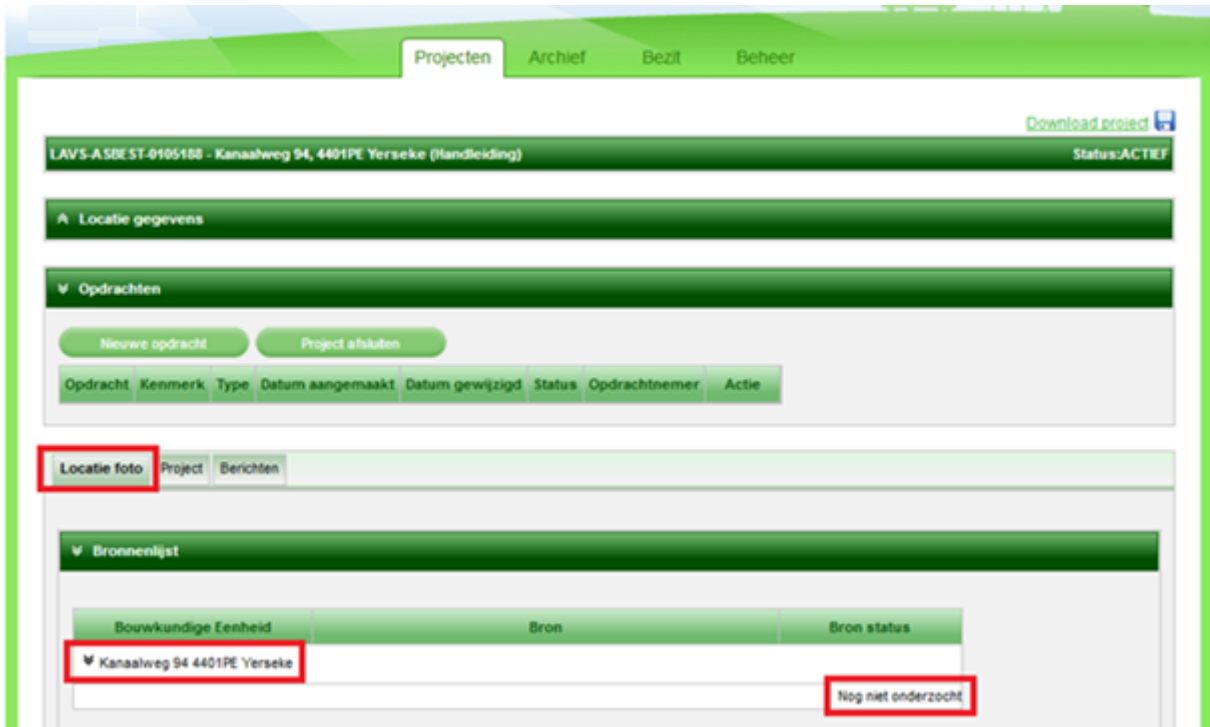 Projecten Archief Bezit Beheer
Download project
LAVS-ASBEST-0105188 - Kanaalweg 94, 4401PE Yerseke (Handleiding) Status:ACTIEF
Locatie gegevens
Opdrachten
Nieuwe opdracht Project afsluiten
Opdracht Kenmerk Type Datum aangemaakt Datum gewijzigd Status Opdrachtnemer Actie
Locatie foto Project Berichten
Bronnenlijst
Bouwkundige Eenheid Bron Bron status
Kanaalweg 94 4401PE Yerseke
Nog niet onderzocht